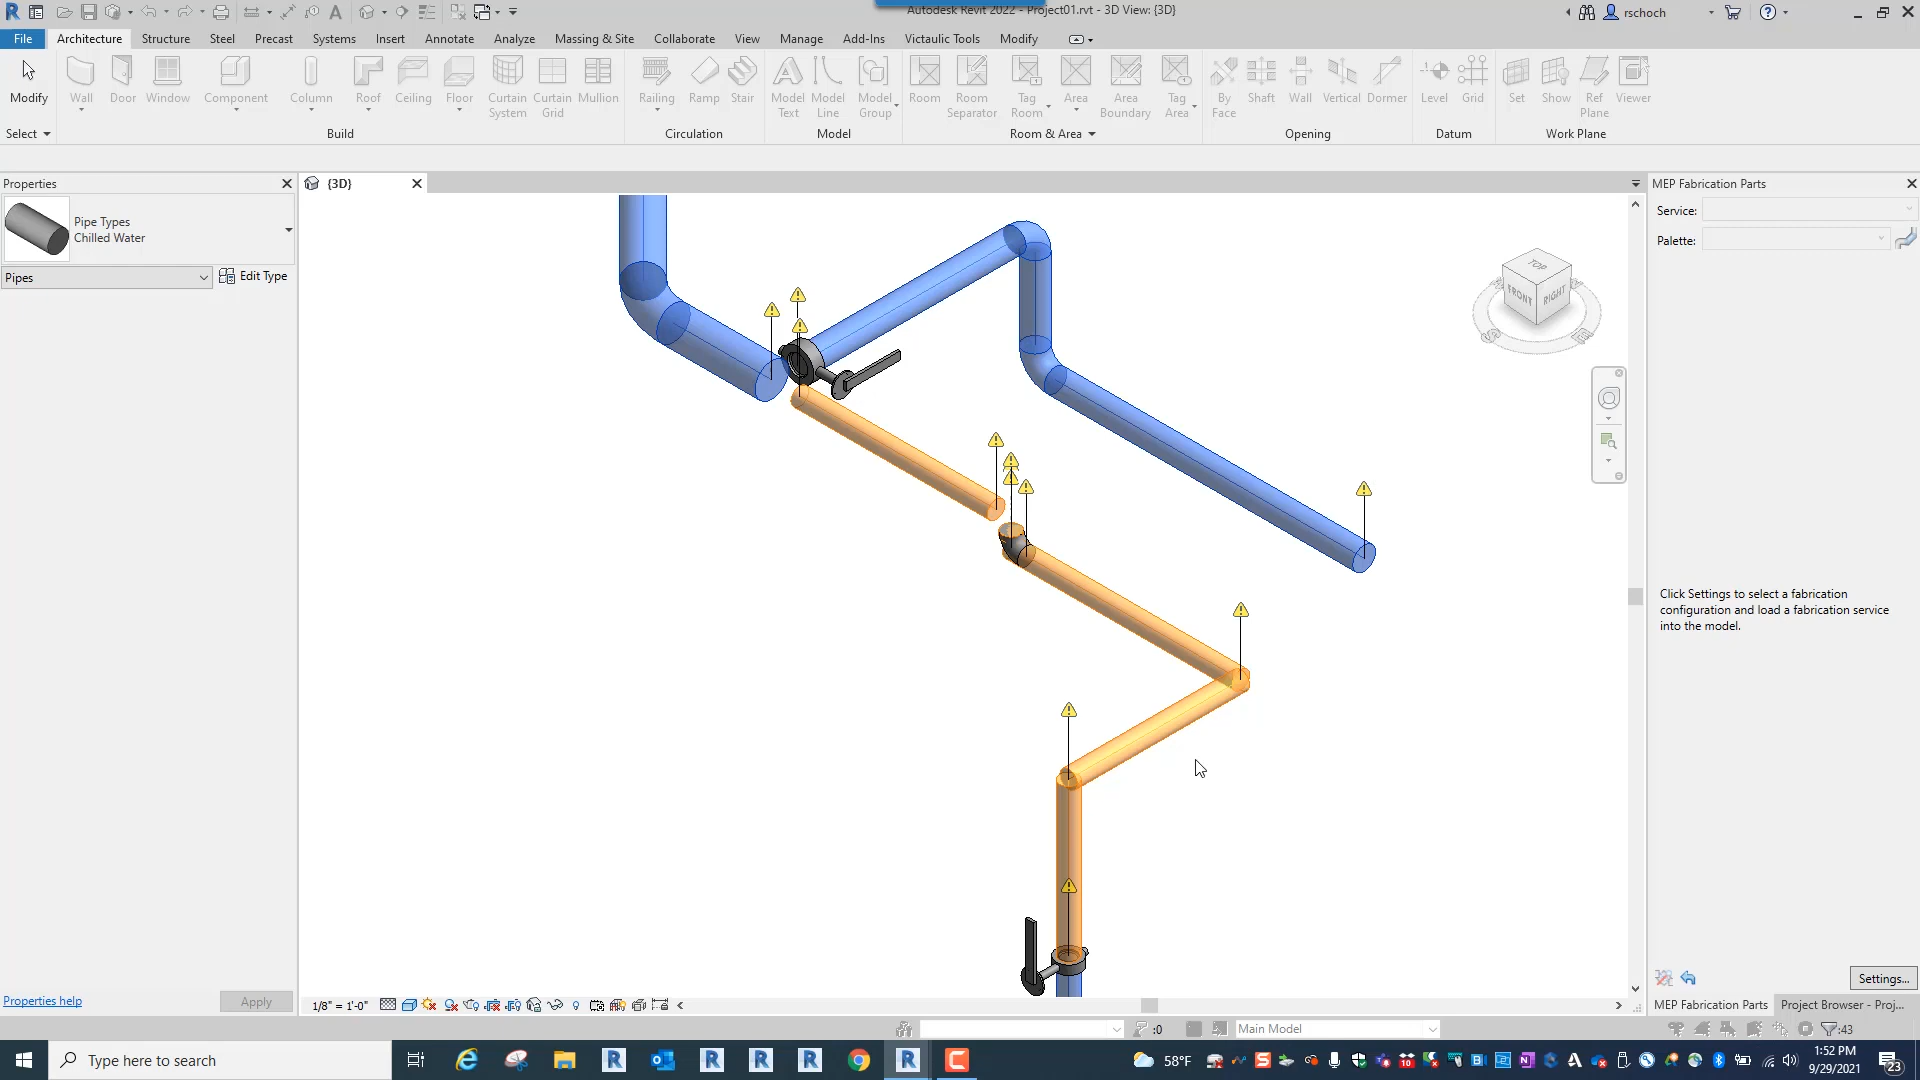 Autodesk Revit 2022 - Project01.rvt - 3D View: {3D}
rschoch
File
Architecture
Structure
Steel
Precast
Systems
Insert
Annotate
Analyze
Massing & Site
Collaborate
View
Manage
Add-Ins
Victaulic Tools
Modify
Modify
Wall
Door
Window
Component
Column
Roof
Ceiling
Floor
Curtain System
Curtain Grid
Mullion
Railing
Ramp
Stair
Model Text
Model Line
Model Group
Room
Room Separator
Tag Room
Area
Area Boundary
Tag Area
By Face
Shaft
Wall
Vertical
Dormer
Level
Grid
Set
Show
Ref Plane
Viewer
Select
Build
Circulation
Model
Room & Area
Opening
Datum
Work Plane
Properties
{3D}
MEP Fabrication Parts
Pipe Types
Chilled Water
Pipes
Edit Type
Service:
Palette:
TOP
FRONT
RIGHT
S
E
Click Settings to select a fabrication
configuration and load a fabrication service
into the model.
Settings...
Properties help
Apply
1/8" = 1'-0"
MEP Fabrication Parts
Project Browser - Proj...
:0
Main Model
:43
Type here to search
58°F
1:52 PM
9/29/2021
23